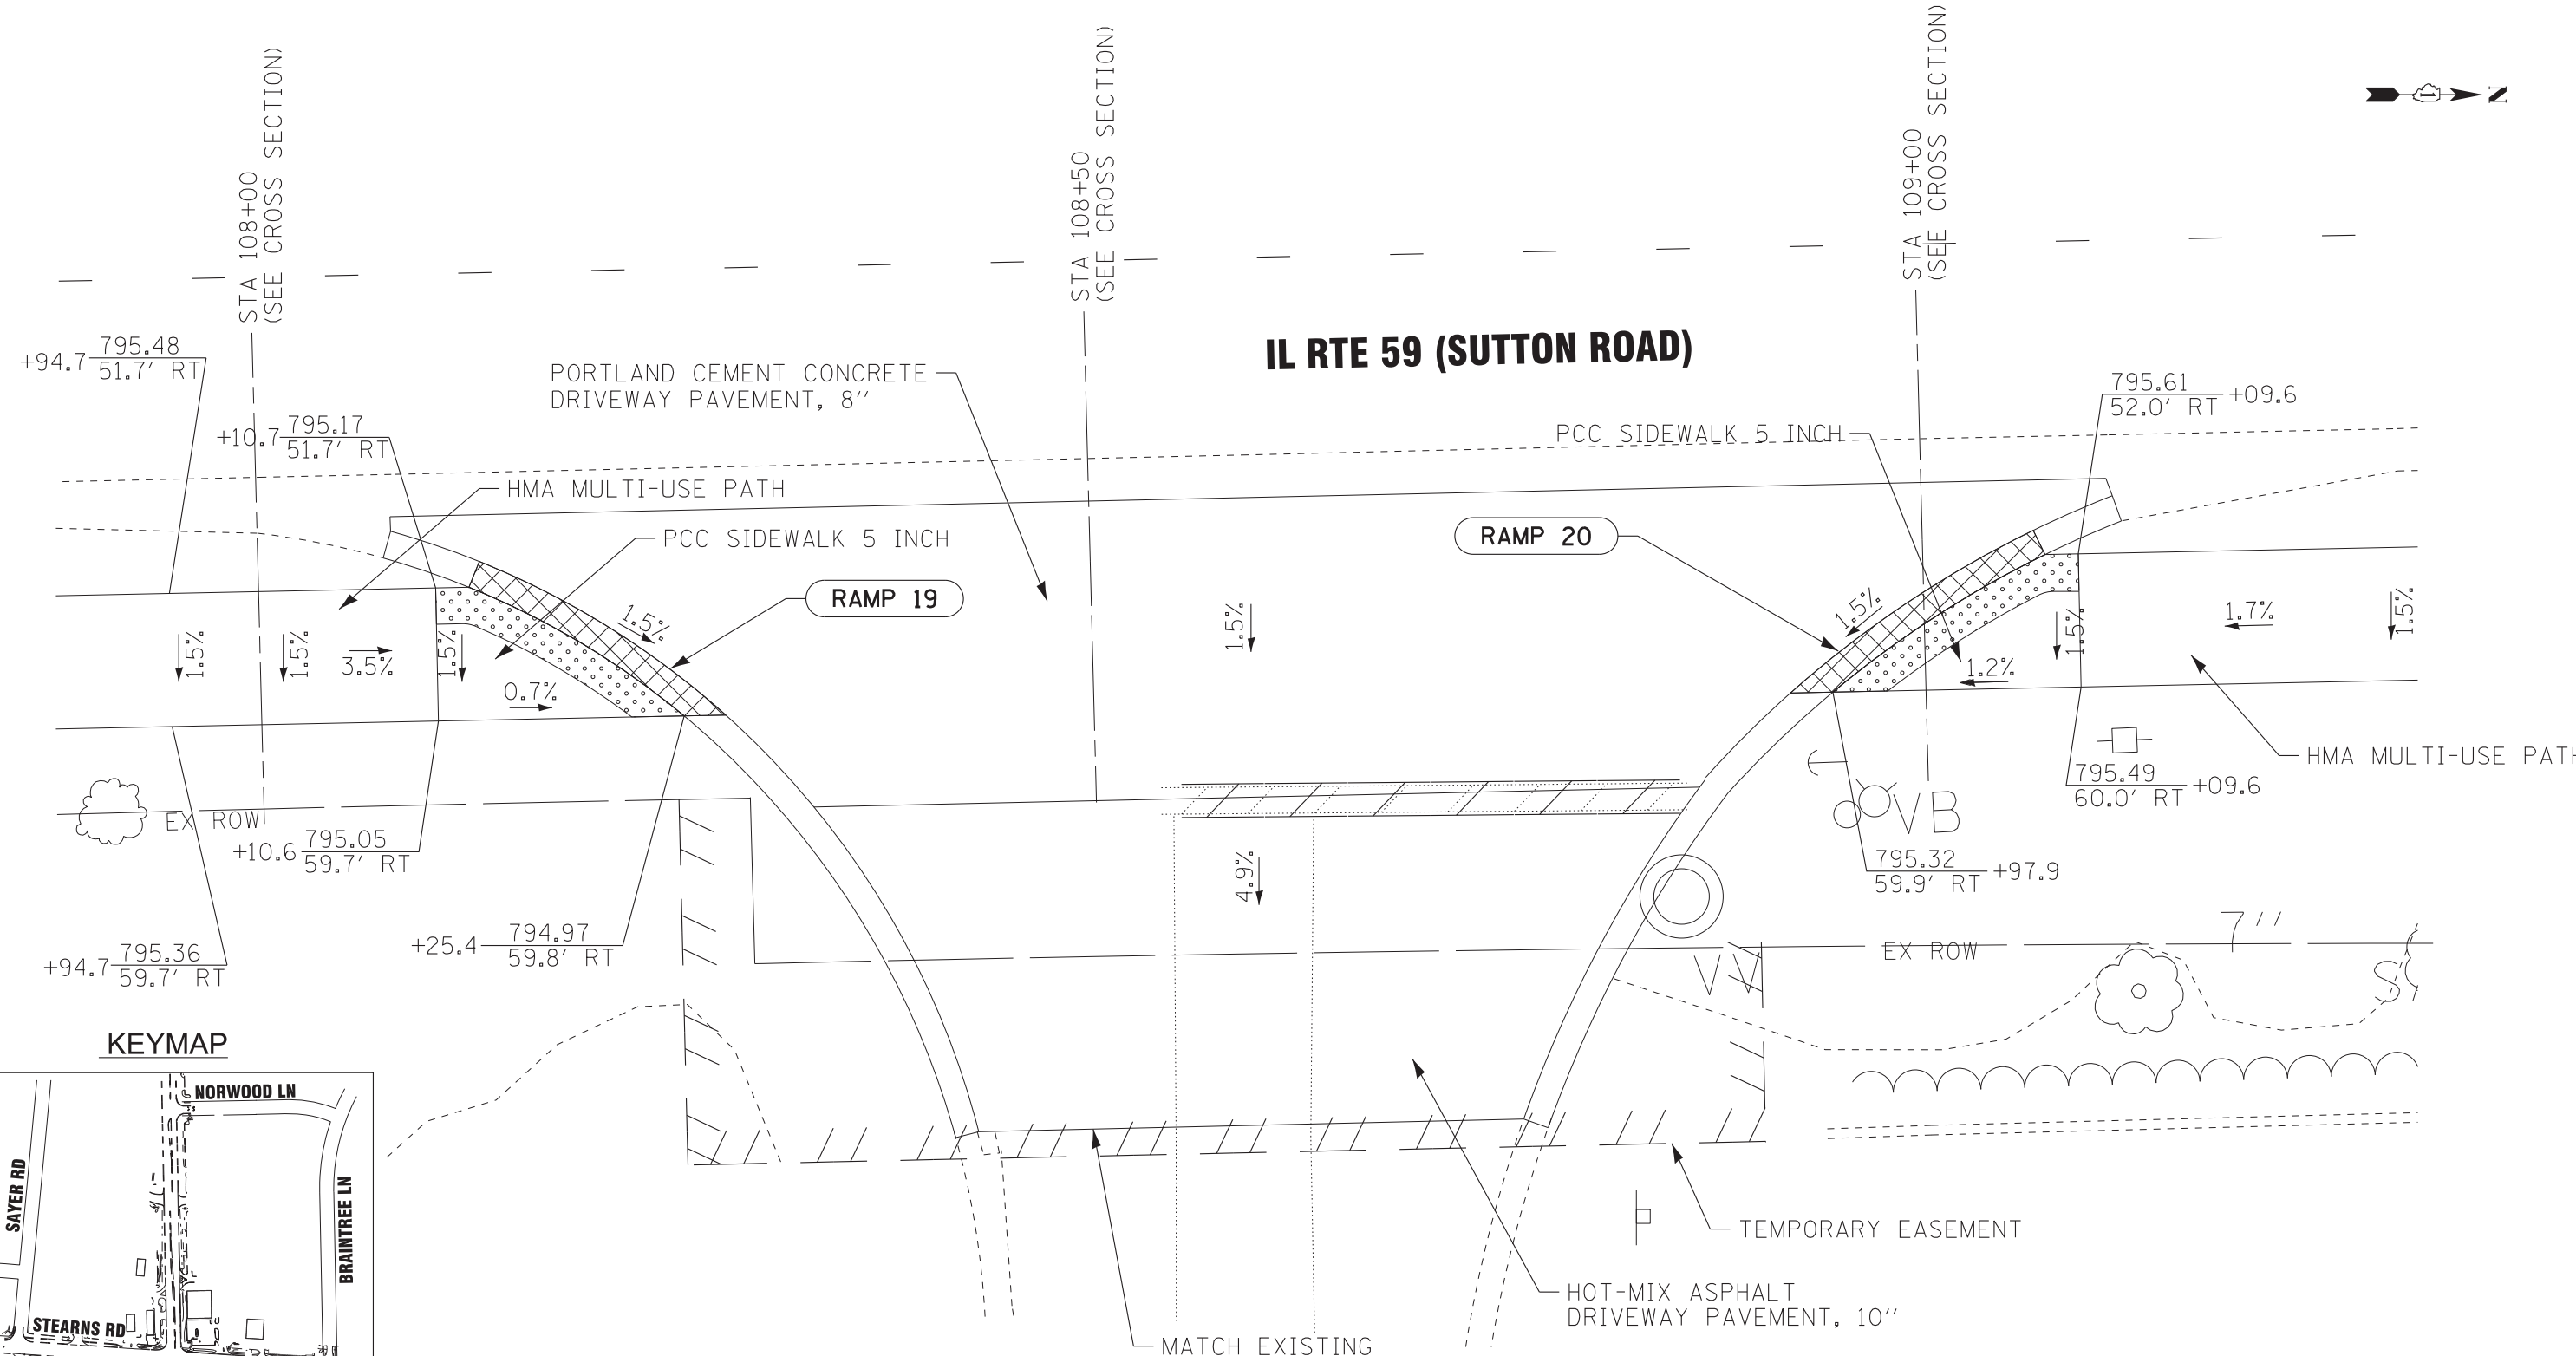 STA 108+00
(SEE CROSS SECTION)
STA 108+50
(SEE CROSS SECTION)
STA 109+00
(SEE CROSS SECTION)
N
IL RTE 59 (SUTTON ROAD)
+94.7 795.48
51.7' RT
PORTLAND CEMENT CONCRETE
DRIVEWAY PAVEMENT, 8''
795.61 +09.6
52.0' RT
+10.7 795.17
51.7' RT
PCC SIDEWALK 5 INCH
HMA MULTI-USE PATH
PCC SIDEWALK 5 INCH
RAMP 20
RAMP 19
1.5%
1.5%
1.5%
1.5%
3.5%
1.5%
0.7%
1.5%
1.5%
1.2%
1.7%
1.5%
HMA MULTI-USE PATH
795.49 +09.6
60.0' RT
EX ROW
VB
+10.6 795.05
59.7' RT
4.9%
795.32 +97.9
59.9' RT
+25.4 794.97
59.8' RT
+94.7 795.36
59.7' RT
7''
EX ROW
VV
S
KEYMAP
NORWOOD LN
SAYER RD
BRAINTREE LN
STEARNS RD
TEMPORARY EASEMENT
HOT-MIX ASPHALT
DRIVEWAY PAVEMENT, 10''
MATCH EXISTING